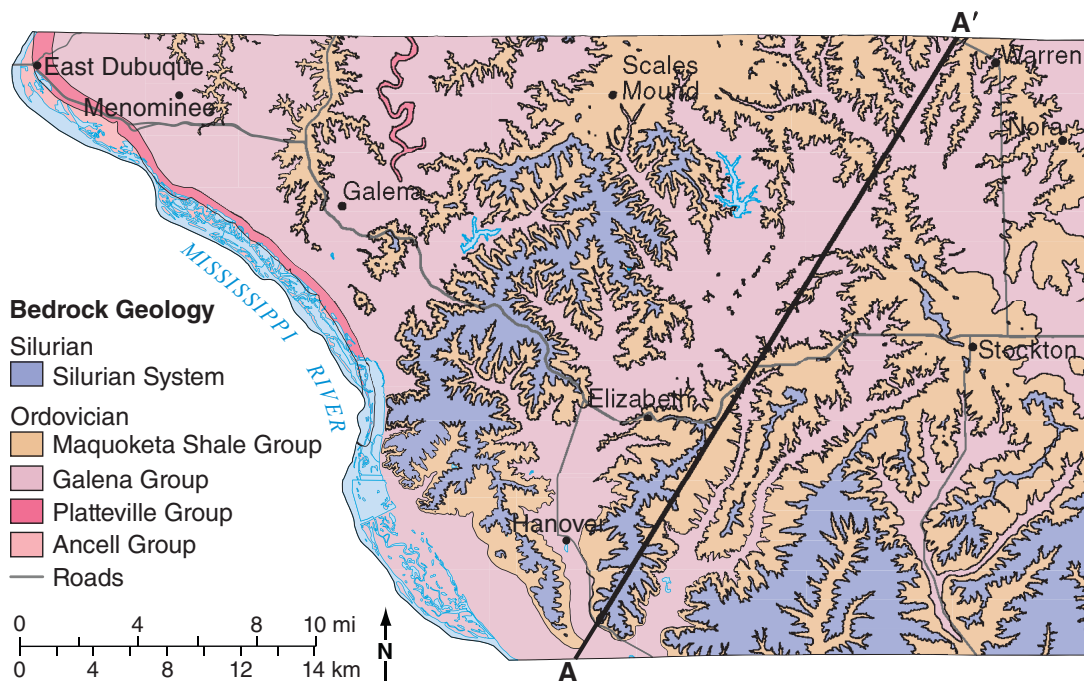 A′
East Dubuque
Warren
Scales
Mound
Menominee
Nora
Galena
MISSISSIPPI
RIVER
Bedrock Geology
Silurian
Silurian System
Stockton
Elizabeth
Ordovician
Maquoketa Shale Group
Galena Group
Platteville Group
Hanover
Ancell Group
Roads
0 4 8 10 mi
N
0 4 8 12 14 km
A